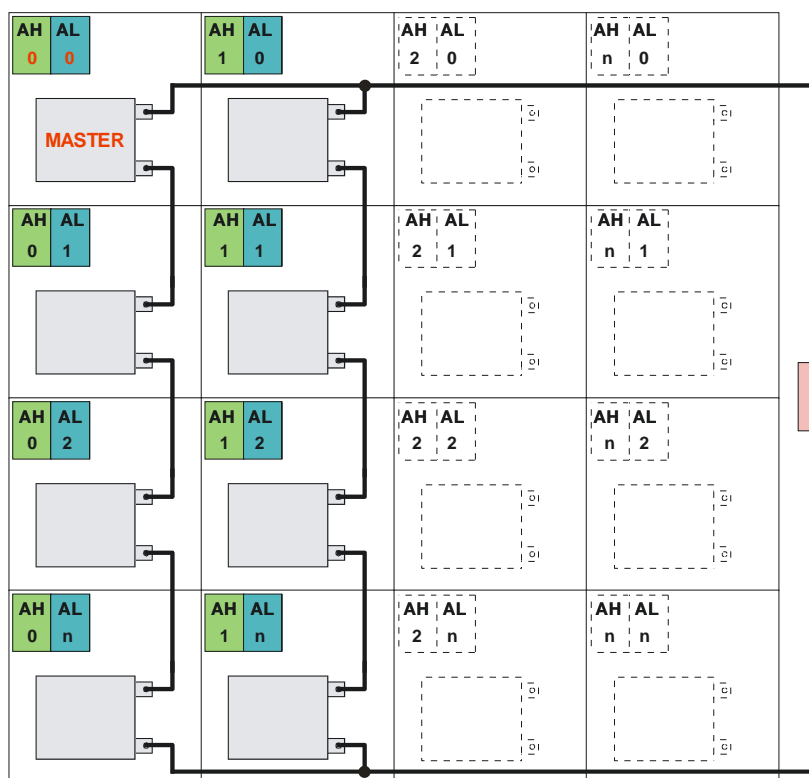 AH AL AH AL AH AL AH AL
0 0 1 0 2 0 n 0
MASTER
AH AL AH AL AH AL AH AL
0 1 1 1 2 1 n 1
AH AL AH AL AH AL AH AL
0 2 1 2 2 2 n 2
AH AL AH AL AH AL AH AL
0 n 1 n 2 n n n